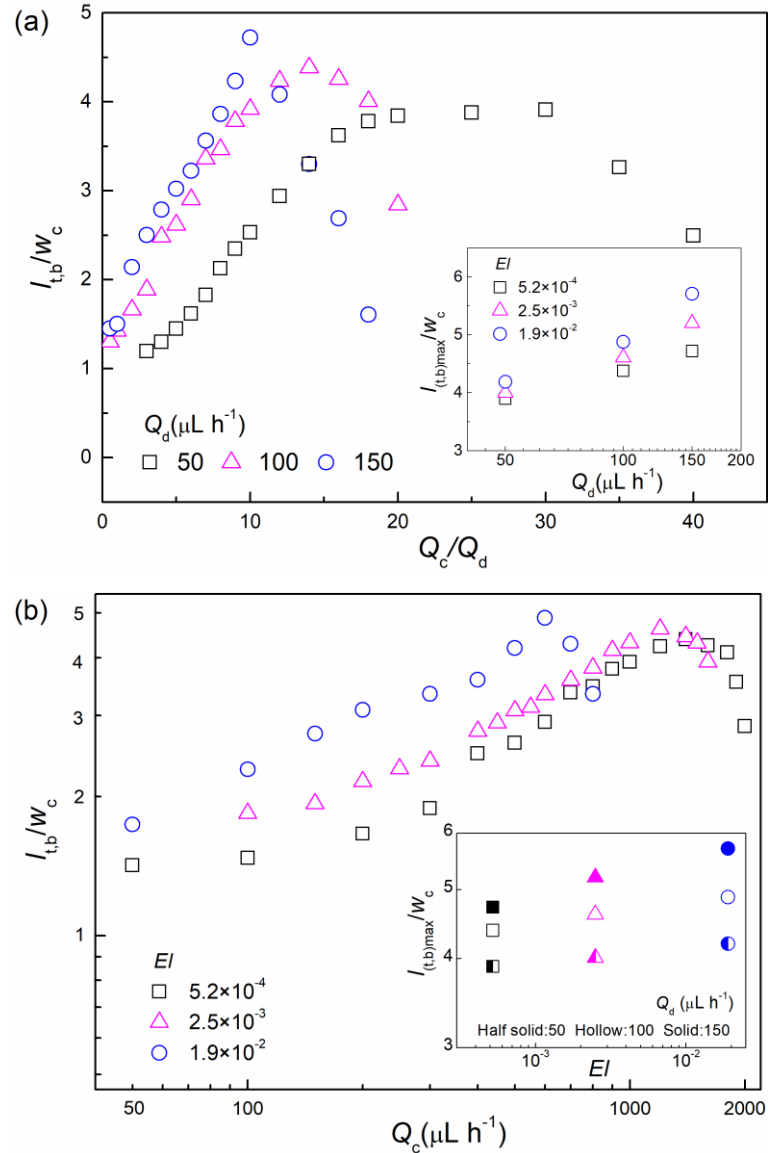 (a)
5
4
3
2
1
0
l_t,b/w_c
0 10 20 30 40
Q_c/Q_d
Q_d(μL h⁻¹)
50 100 150
El
5.2×10⁻⁴
2.5×10⁻³
1.9×10⁻²
6
5
4
3
l_(t,b)max/w_c
50 100 150 200
Q_d(μL h⁻¹)
(b)
5
4
3
2
1
l_t,b/w_c
50 100 1000 2000
Q_c(μL h⁻¹)
El
5.2×10⁻⁴
2.5×10⁻³
1.9×10⁻²
6
5
4
3
l_(t,b)max/w_c
Q_d (μL h⁻¹)
Half solid:50 Hollow:100 Solid:150
10⁻³ 10⁻²
El